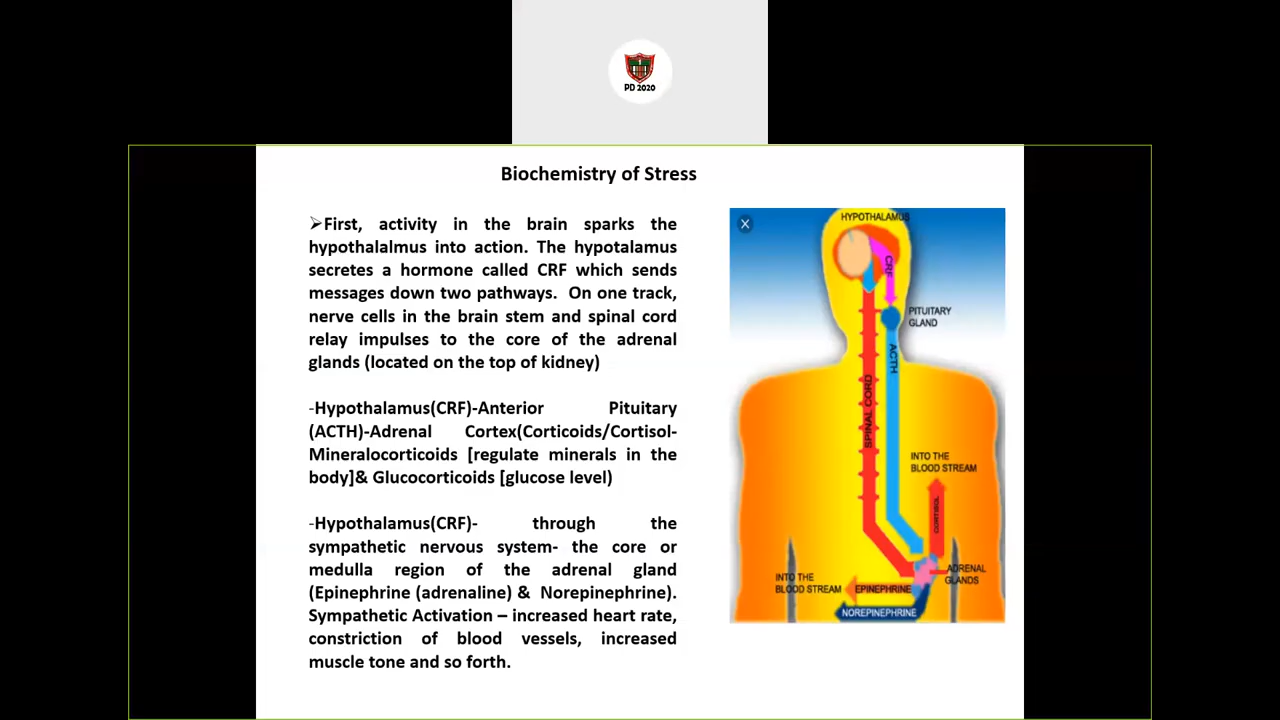 PD 2020
Biochemistry of Stress
➢First, activity in the brain sparks the
hypothalalmus into action. The hypotalamus
secretes a hormone called CRF which sends
messages down two pathways. On one track,
nerve cells in the brain stem and spinal cord
relay impulses to the core of the adrenal
glands (located on the top of kidney)
-Hypothalamus(CRF)-Anterior Pituitary
(ACTH)-Adrenal Cortex(Corticoids/Cortisol-
Mineralocorticoids [regulate minerals in the
body]& Glucocorticoids [glucose level)
-Hypothalamus(CRF)- through the
sympathetic nervous system- the core or
medulla region of the adrenal gland
(Epinephrine (adrenaline) & Norepinephrine).
Sympathetic Activation – increased heart rate,
constriction of blood vessels, increased
muscle tone and so forth.
HYPOTHALAMUS
CRF
PITUITARY
GLAND
ACTH
SPINAL CORD
INTO THE
BLOOD STREAM
CORTISOL
ADRENAL
GLANDS
INTO THE
BLOOD STREAM
EPINEPHRINE
NOREPINEPHRINE